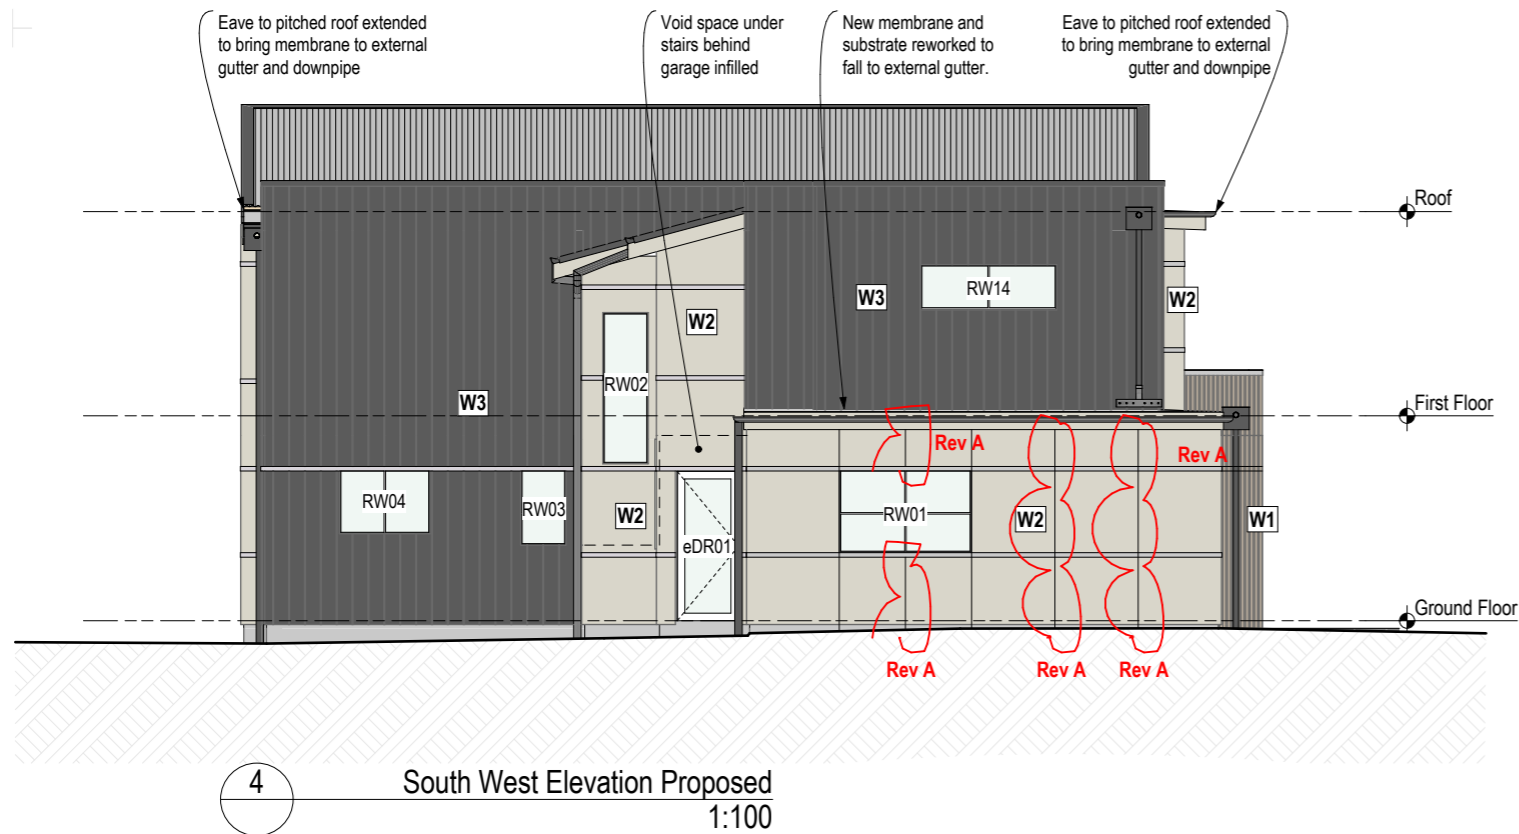 Eave to pitched roof extended
to bring membrane to external
gutter and downpipe
Void space under
stairs behind
garage infilled
New membrane and
substrate reworked to
fall to external gutter.
Eave to pitched roof extended
to bring membrane to external
gutter and downpipe
Roof
RW14
W3
W2
W2
RW02
W3
First Floor
Rev A
Rev A
RW04
RW03
W2
RW01
W2
W1
eDR01
Ground Floor
Rev A
Rev A
Rev A
4
South West Elevation Proposed
1:100